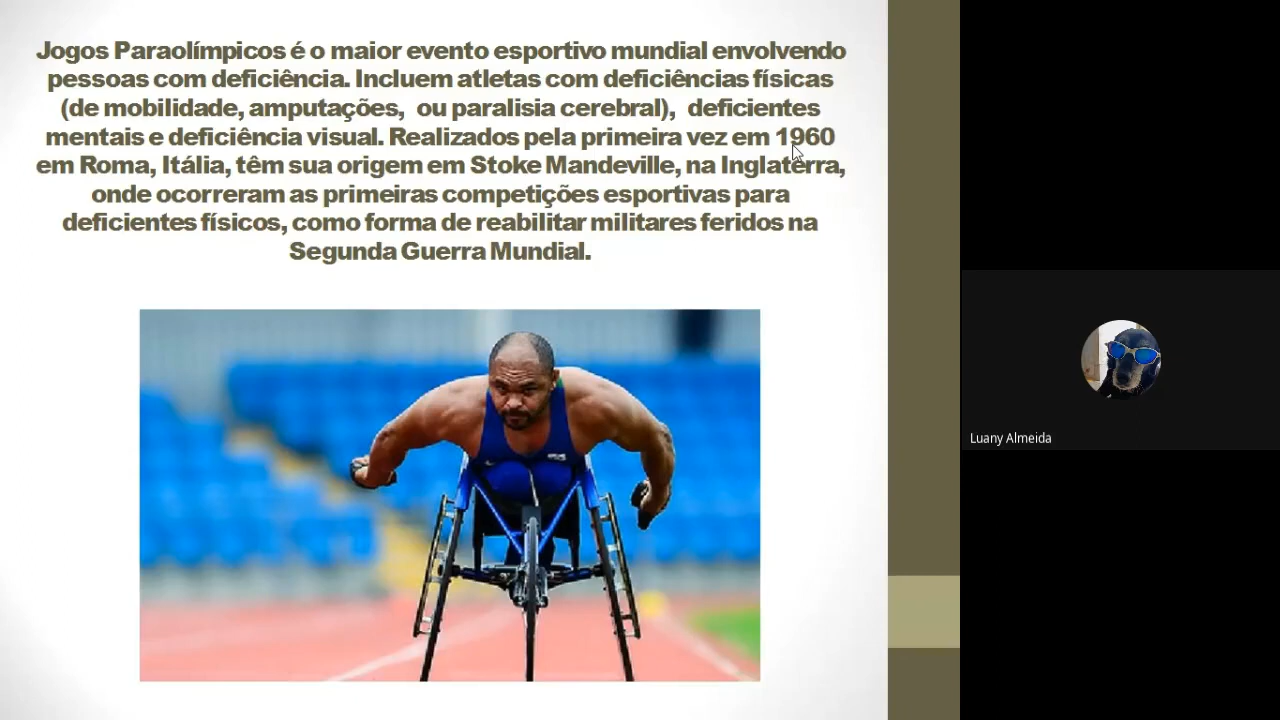 Jogos Paraolímpicos é o maior evento esportivo mundial envolvendo
pessoas com deficiência. Incluem atletas com deficiências físicas
(de mobilidade, amputações, ou paralisia cerebral), deficientes
mentais e deficiência visual. Realizados pela primeira vez em 1960
em Roma, Itália, têm sua origem em Stoke Mandeville, na Inglaterra,
onde ocorreram as primeiras competições esportivas para
deficientes físicos, como forma de reabilitar militares feridos na
Segunda Guerra Mundial.
Luany Almeida